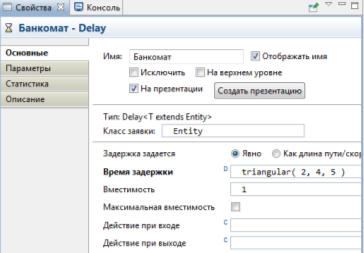 Свойства Консоль
Банкомат - Delay
Основные
Параметры
Статистика
Описание
Имя: Банкомат Отображать имя
Исключить На верхнем уровне
На презентации Создать презентацию
Тип: Delay<T extends Entity>
Класс заявки: Entity
Задержка задается Явно Как длина пути/скор
Время задержки D triangular( 2, 4, 5 )
Вместимость 1
Максимальная вместимость
Действие при входе C
Действие при выходе C